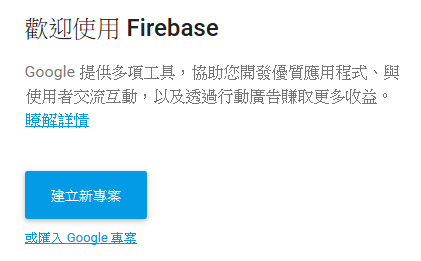 歡迎使用 Firebase
Google 提供多項工具，協助您開發優質應用程式、與
使用者交流互動，以及透過行動廣告賺取更多收益。
瞭解詳情
建立新專案
或匯入 Google 專案